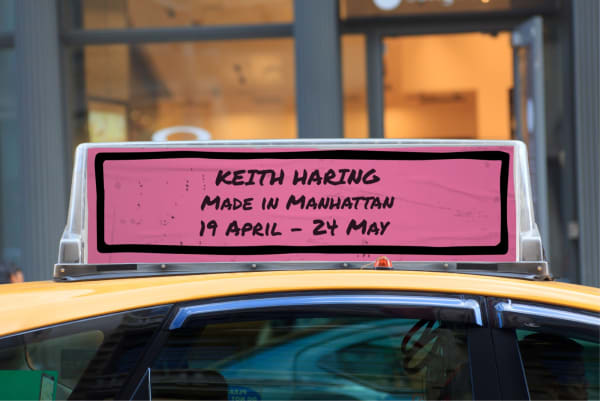 KEITH HARING
MADE IN MANHATTAN
19 APRIL – 24 MAY